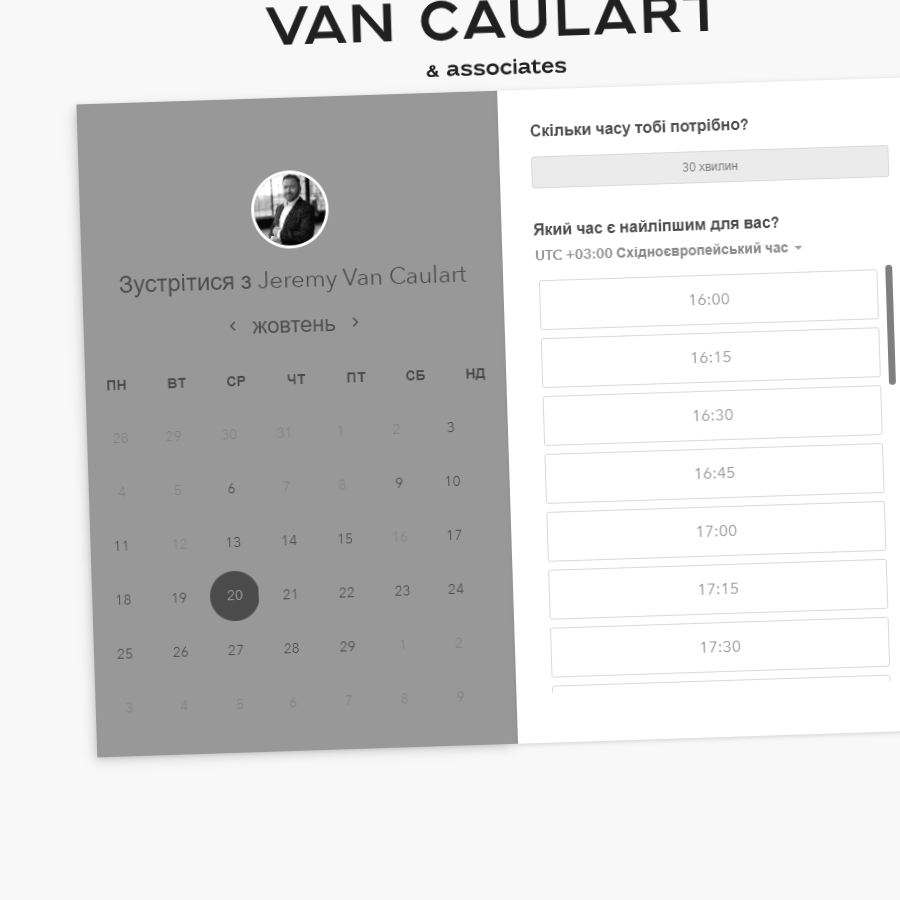 VAN CAULART
& associates
Зустрітися з Jeremy Van Caulart
жовтень
ПН ВТ СР ЧТ ПТ СБ НД
28 29 30 31 1 2 3
4 5 6 7 8 9 10
11 12 13 14 15 16 17
18 19 20 21 22 23 24
25 26 27 28 29 1 2
3 4 5 6 7 8 9
Скільки часу тобі потрібно?
30 хвилин
Який час є найліпшим для вас?
UTC +03:00 Східноєвропейський час
16:00
16:15
16:30
16:45
17:00
17:15
17:30